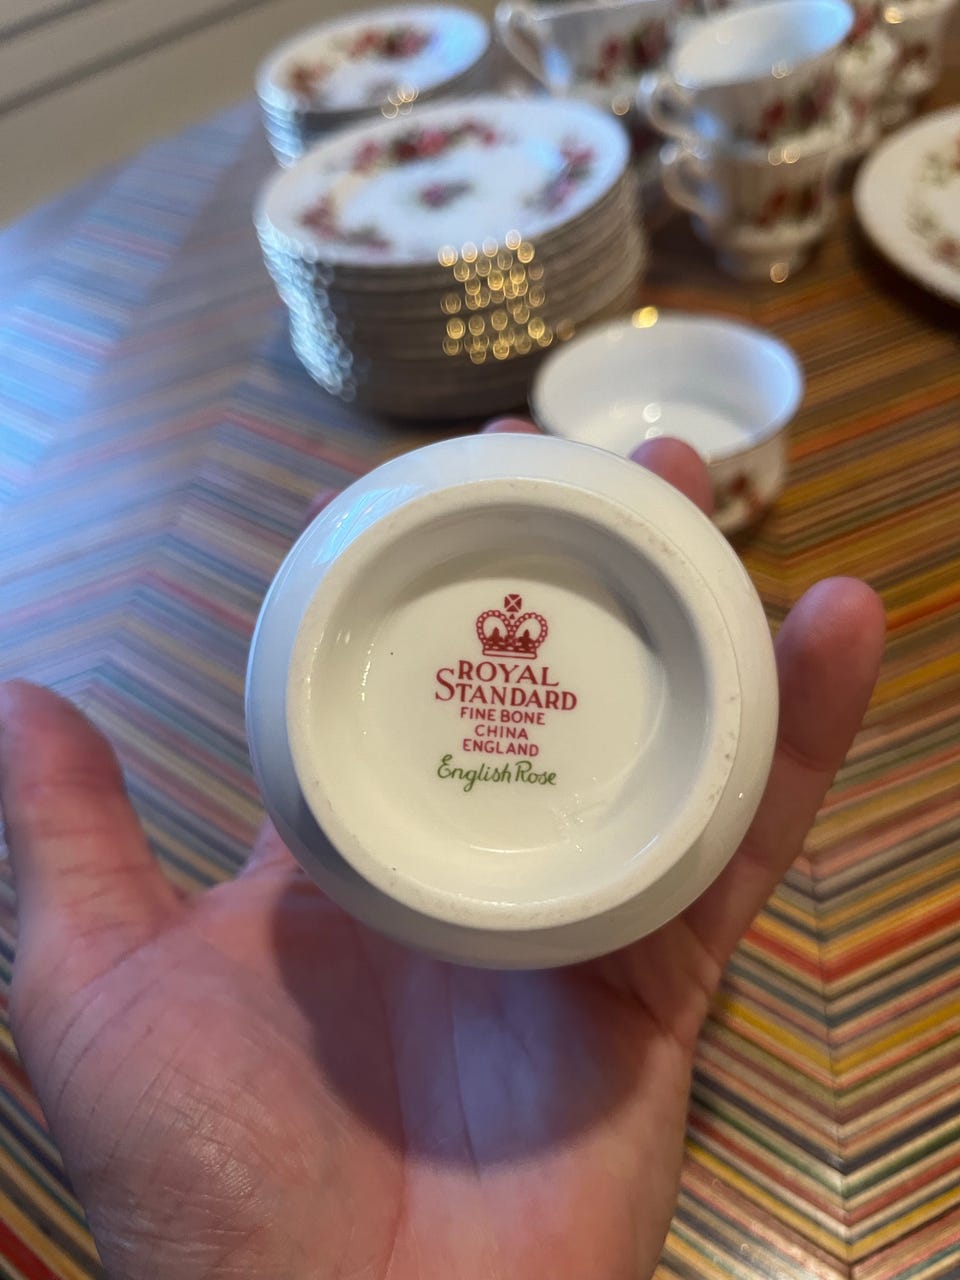 ROYAL
STANDARD
FINE BONE
CHINA
ENGLAND
English Rose